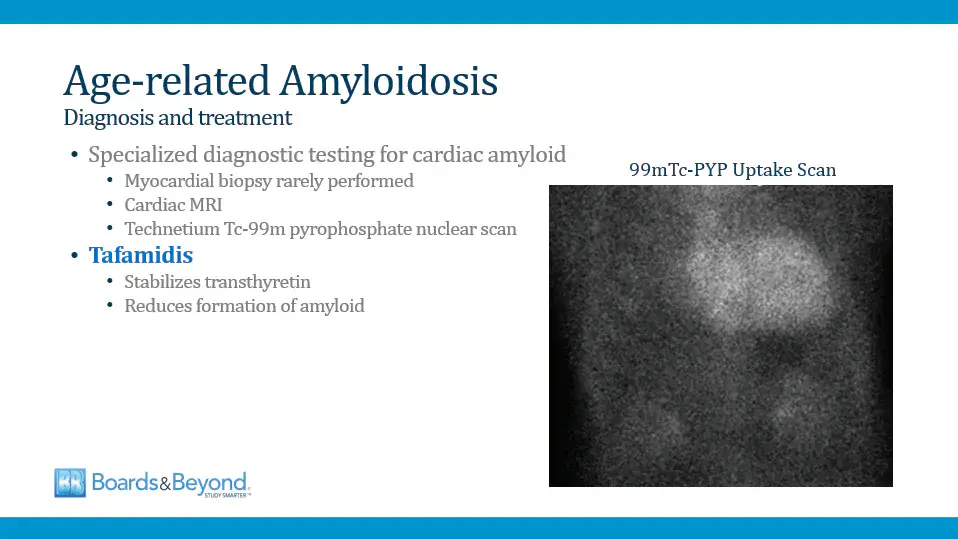 Age-related Amyloidosis
Diagnosis and treatment
• Specialized diagnostic testing for cardiac amyloid
• Myocardial biopsy rarely performed
• Cardiac MRI
• Technetium Tc-99m pyrophosphate nuclear scan
• Tafamidis
• Stabilizes transthyretin
• Reduces formation of amyloid
99mTc-PYP Uptake Scan
BB Boards&Beyond™
STUDY SMARTER